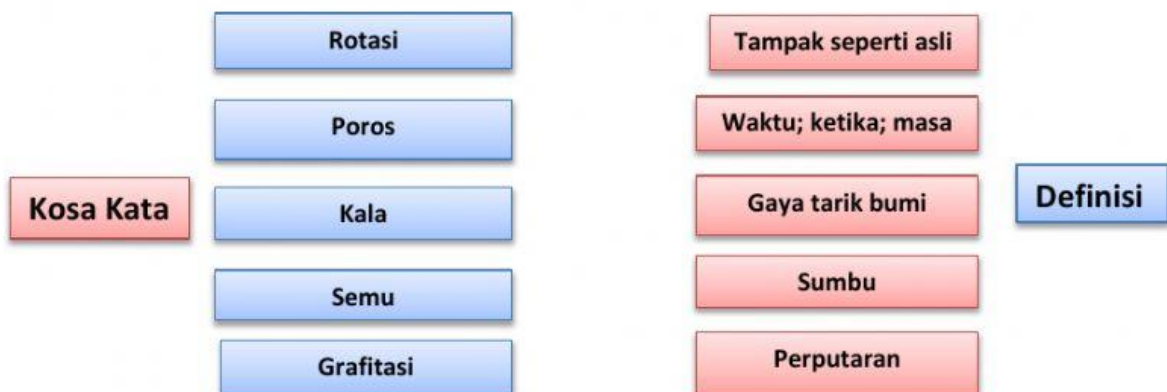 Kosa Kata
Rotasi
Poros
Kala
Semu
Grafitasi
Tampak seperti asli
Waktu; ketika; masa
Gaya tarik bumi
Sumbu
Perputaran
Definisi